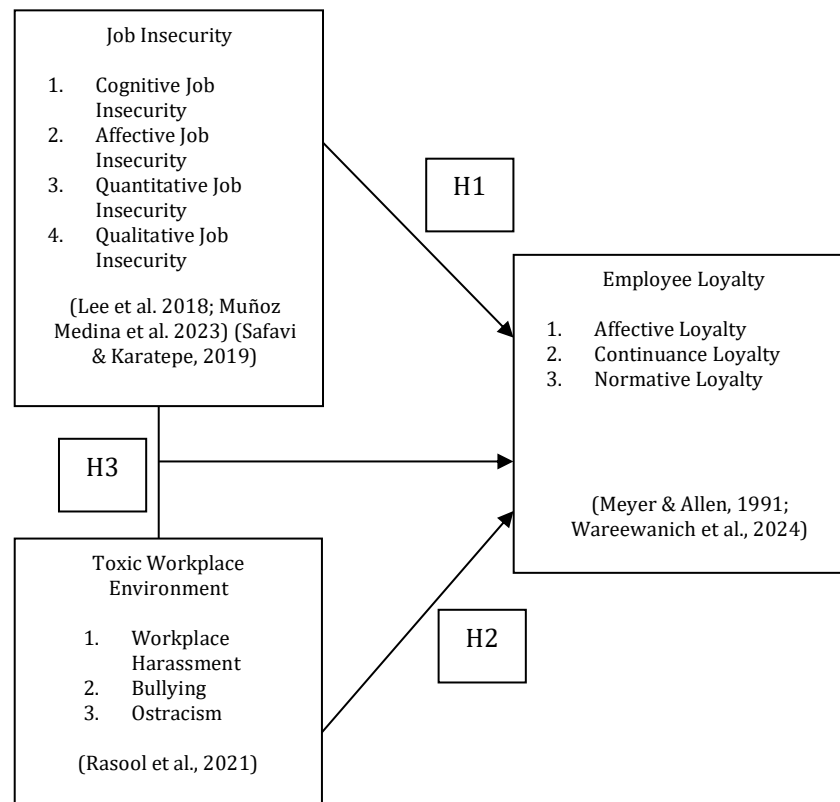 Job Insecurity
1. Cognitive Job
Insecurity
2. Affective Job
Insecurity
3. Quantitative Job
Insecurity
4. Qualitative Job
Insecurity
(Lee et al. 2018; Muñoz
Medina et al. 2023) (Safavi
& Karatepe, 2019)
H1
Employee Loyalty
1. Affective Loyalty
2. Continuance Loyalty
3. Normative Loyalty
(Meyer & Allen, 1991;
Wareewanich et al., 2024)
H3
Toxic Workplace
Environment
1. Workplace
Harassment
2. Bullying
3. Ostracism
(Rasool et al., 2021)
H2